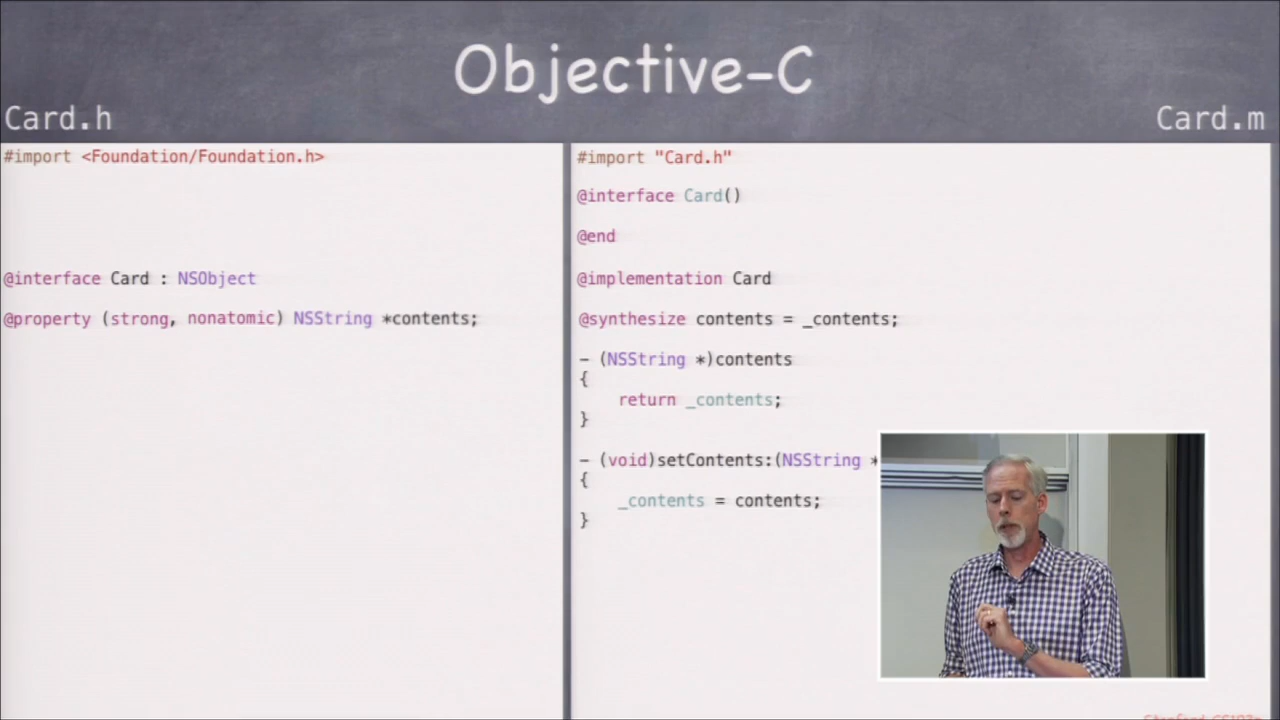 Objective-C
Card.h
Card.m
#import <Foundation/Foundation.h>
@interface Card : NSObject
@property (strong, nonatomic) NSString *contents;
#import "Card.h"
@interface Card()
@end
@implementation Card
@synthesize contents = _contents;
- (NSString *)contents
{
return _contents;
}
- (void)setContents:(NSString *
{
_contents = contents;
}